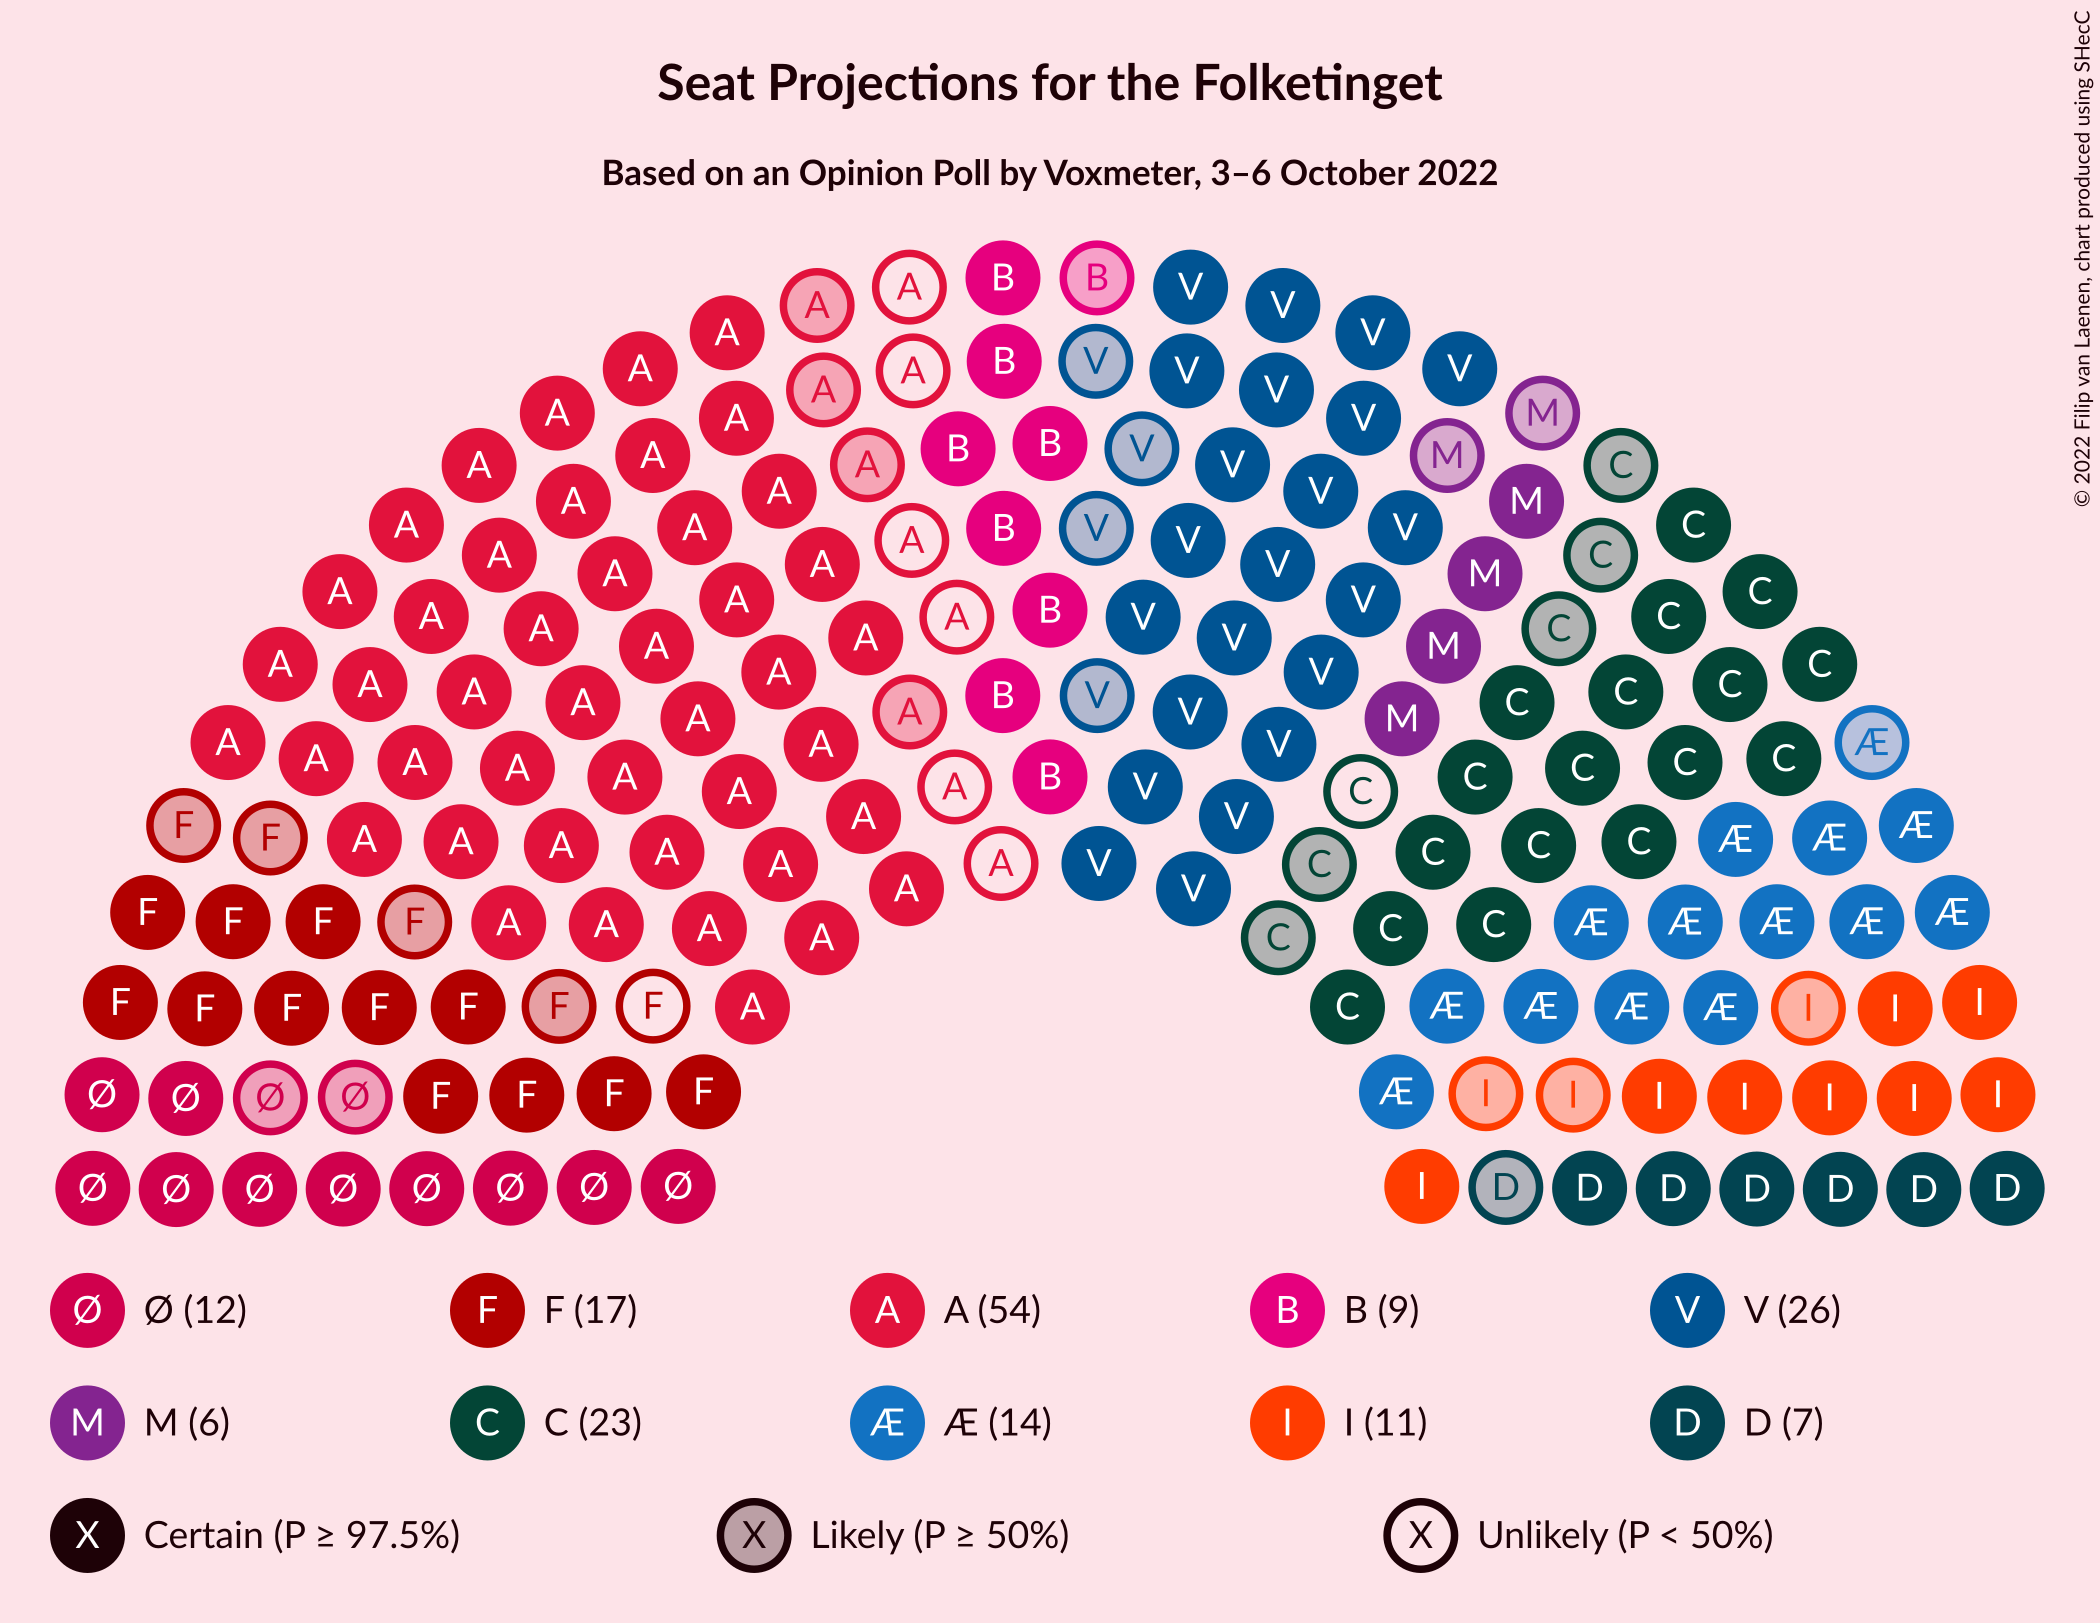 Seat Projections for the Folketinget
Based on an Opinion Poll by Voxmeter, 3–6 October 2022
© 2022 Filip van Laenen, chart produced using SHecC
A A B B V V
A A V V
A A B V V V
A A V M
A A B B V M C
A A A V V M C
A A A B V V C
A A A A V V M C C
A A A A B V V M C C
A A A A V V C C
A A A A B V V C C C
A A A A A V M C C Æ
A A A A A B V C C C C
F F A A A A A A V C C C Æ Æ Æ
A A A V V C
F F F F A A A A C C C Æ Æ Æ Æ Æ
F F F F F F F A C Æ Æ Æ Æ I I I
Ø Ø Ø Ø F F F F Æ I I I I I I I
Ø Ø Ø Ø Ø Ø Ø Ø I D D D D D D D
Ø Ø (12) F F (17) A A (54) B B (9) V V (26)
M M (6) C C (23) Æ Æ (14) I I (11) D D (7)
X Certain (P ≥ 97.5%) X Likely (P ≥ 50%) X Unlikely (P < 50%)